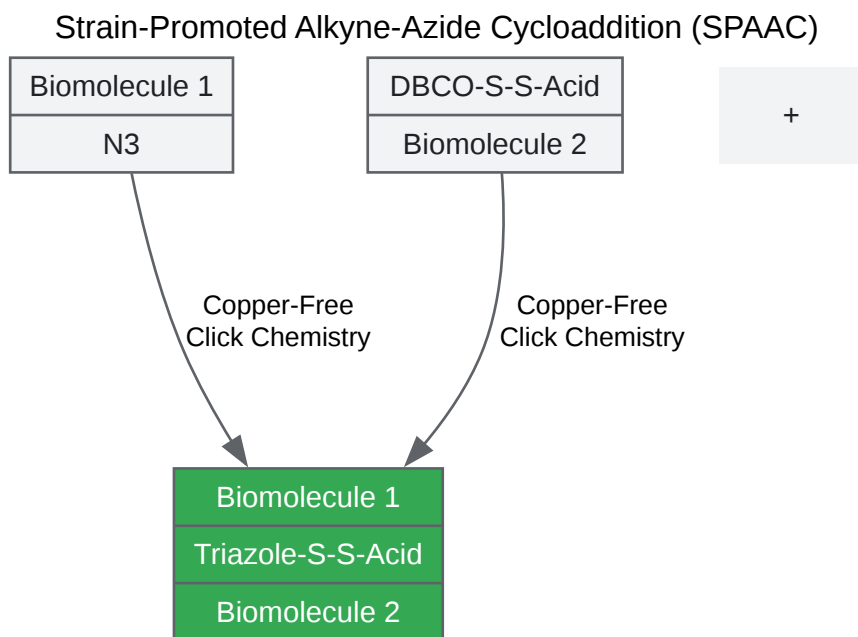 Strain-Promoted Alkyne-Azide Cycloaddition (SPAAC)
Biomolecule 1
N3
DBCO-S-S-Acid
Biomolecule 2
+
Copper-Free
Click Chemistry
Copper-Free
Click Chemistry
Biomolecule 1
Triazole-S-S-Acid
Biomolecule 2